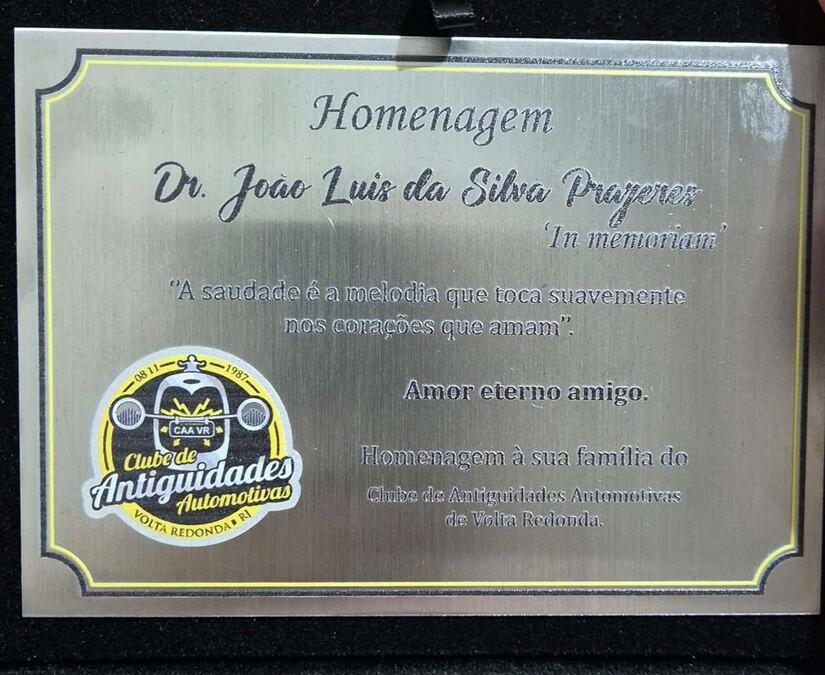 Homenagem
Dr. João Luis da Silva Prazeres
'In memoriam'
"A saudade é a melodia que toca suavemente
nos corações que amam".
Amor eterno amigo.
Homenagem à sua família do
Clube de Antiguidades Automotivas
de Volta Redonda.
08·11 1987
CAA VR
Clube de
Antiguidades
Automotivas
VOLTA REDONDA RJ